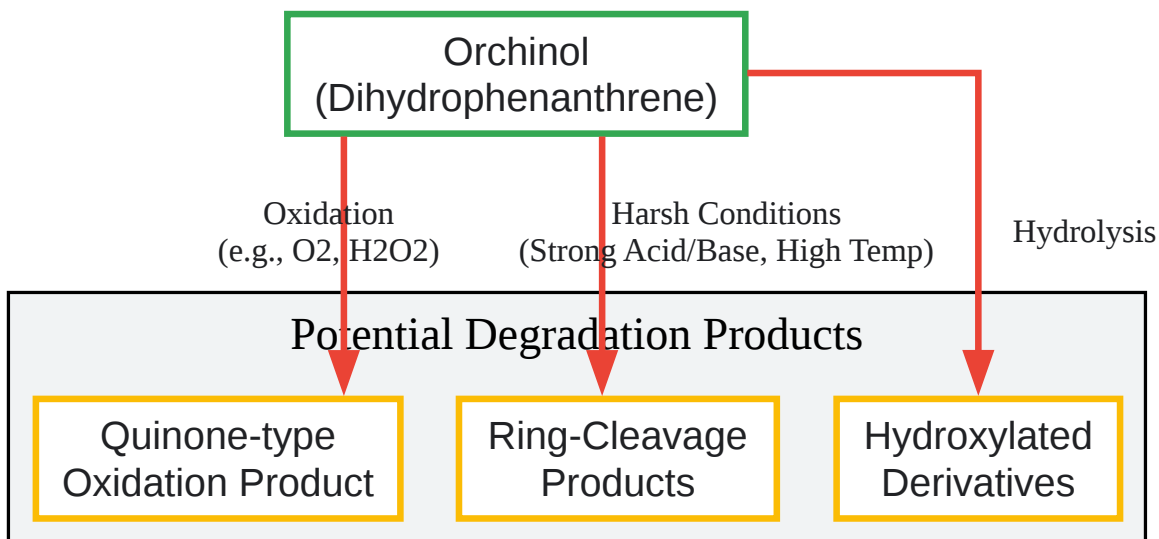 Orchinol
(Dihydrophenanthrene)
Oxidation
(e.g., O2, H2O2)
Harsh Conditions
(Strong Acid/Base, High Temp)
Hydrolysis
Potential Degradation Products
Quinone-type
Oxidation Product
Ring-Cleavage
Products
Hydroxylated
Derivatives